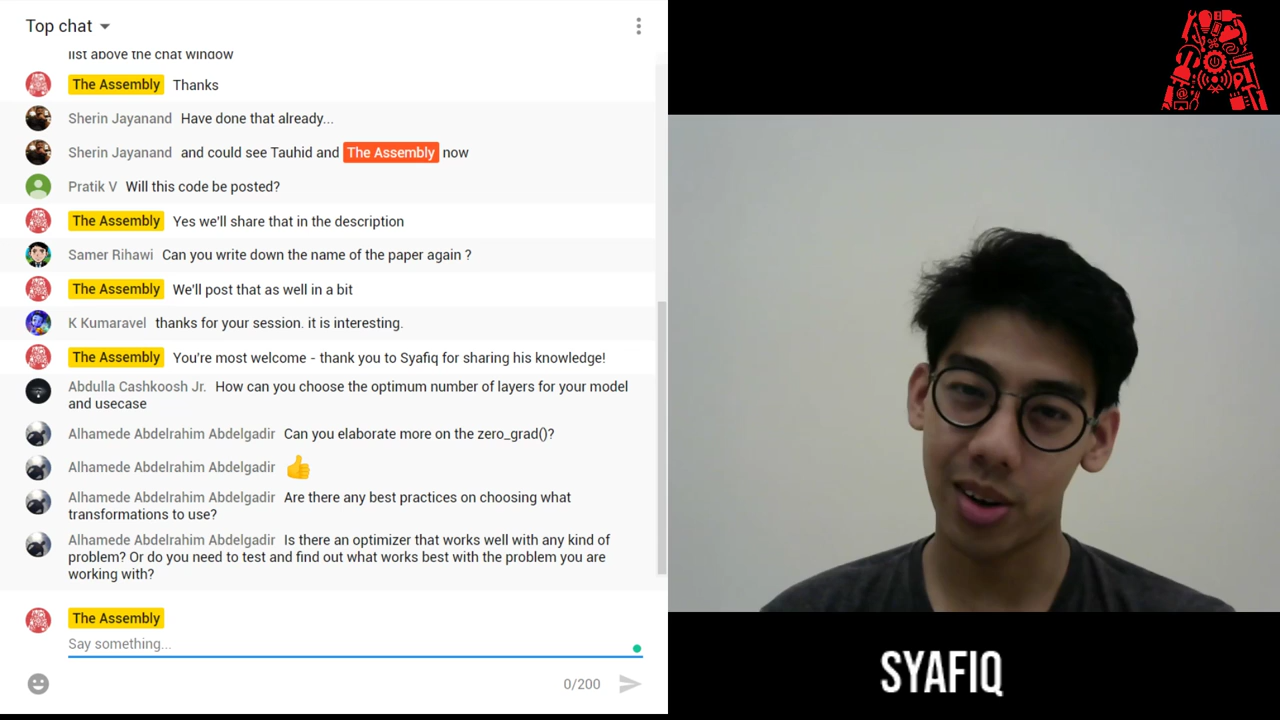 Top chat
list above the chat window
The Assembly Thanks
Sherin Jayanand Have done that already...
Sherin Jayanand and could see Tauhid and The Assembly now
Pratik V Will this code be posted?
The Assembly Yes we'll share that in the description
Samer Rihawi Can you write down the name of the paper again ?
The Assembly We'll post that as well in a bit
K Kumaravel thanks for your session. it is interesting.
The Assembly You're most welcome - thank you to Syafiq for sharing his knowledge!
Abdulla Cashkoosh Jr. How can you choose the optimum number of layers for your model
and usecase
Alhamede Abdelrahim Abdelgadir Can you elaborate more on the zero_grad()?
Alhamede Abdelrahim Abdelgadir 👍
Alhamede Abdelrahim Abdelgadir Are there any best practices on choosing what
transformations to use?
Alhamede Abdelrahim Abdelgadir Is there an optimizer that works well with any kind of
problem? Or do you need to test and find out what works best with the problem you are
working with?
The Assembly
Say something...
0/200
SYAFIQ